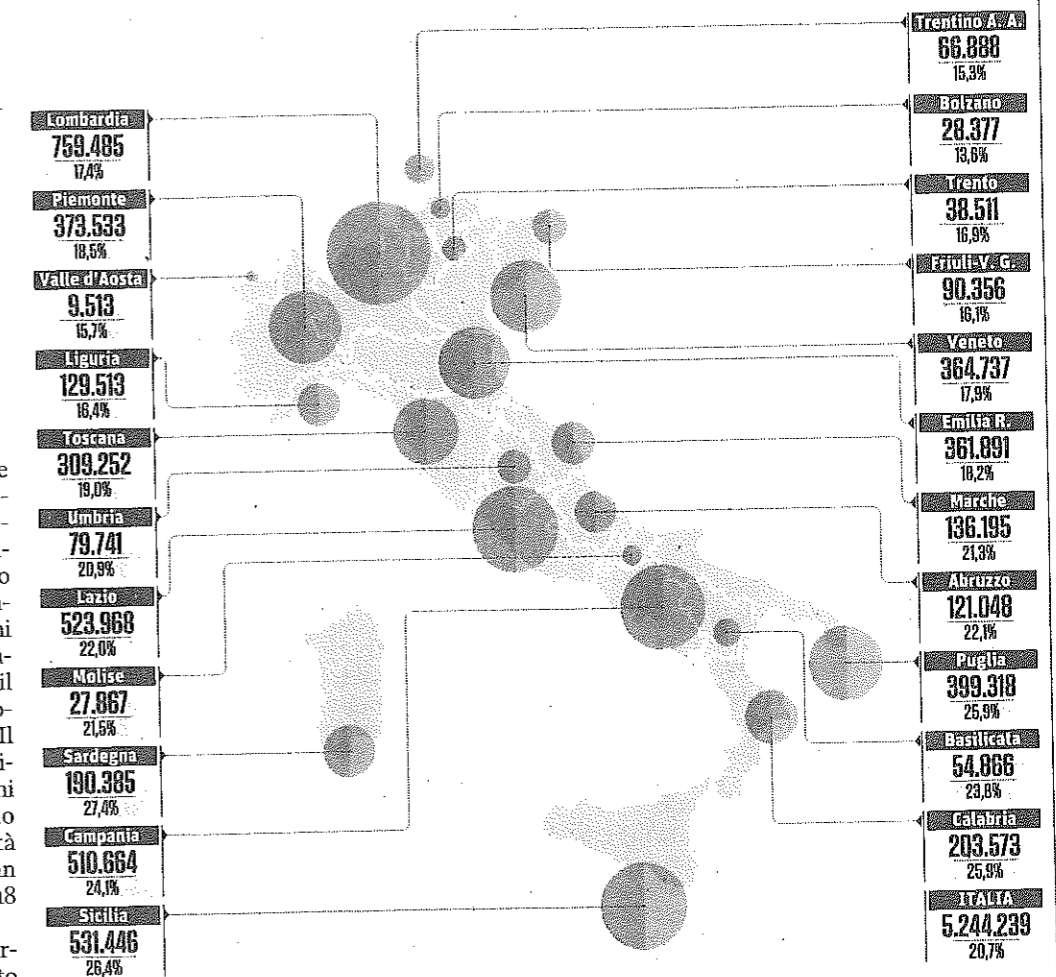 Lombardia
759.485
17,4%
Piemonte
373.533
18,5%
Valle d'Aosta
9.513
15,7%
Liguria
129.513
16,4%
Toscana
309.252
19,0%
Umbria
79.741
20,9%
Lazio
523.968
22,0%
Molise
27.867
21,5%
Sardegna
190.385
27,4%
Campania
510.664
24,1%
Sicilia
531.446
26,4%
Trentino A. A.
66.888
15,3%
Bolzano
28.377
13,6%
Trento
38.511
16,9%
Friuli-V. G.
90.356
16,1%
Veneto
364.737
17,9%
Emilia R.
361.891
18,2%
Marche
136.195
21,3%
Abruzzo
121.048
22,1%
Puglia
399.318
25,9%
Basilicata
54.866
23,8%
Calabria
203.573
25,9%
ITALIA
5.244.239
20,7%